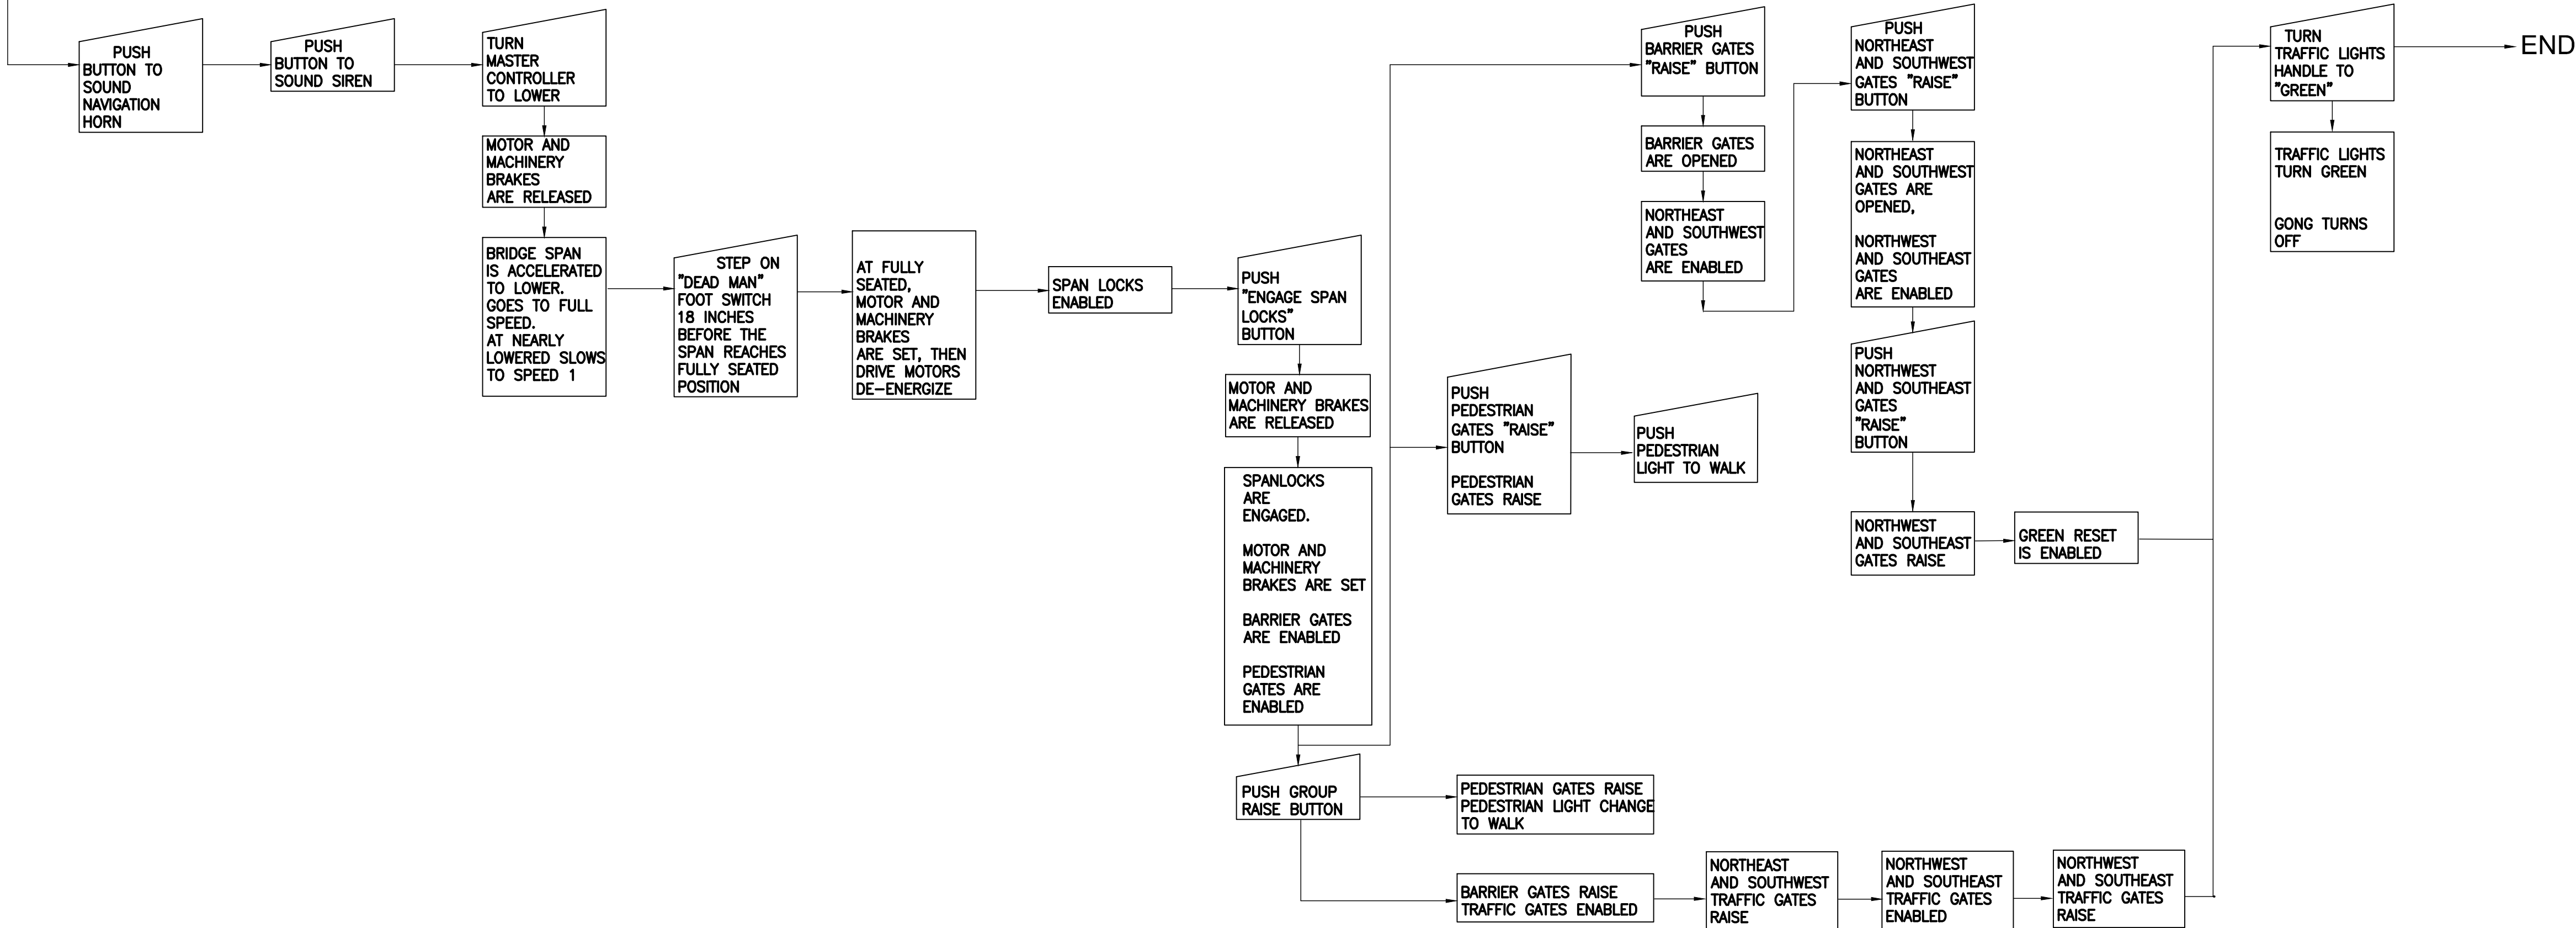 PUSH
BUTTON TO
SOUND
NAVIGATION
HORN
PUSH
BUTTON TO
SOUND SIREN
TURN
MASTER
CONTROLLER
TO LOWER
MOTOR AND
MACHINERY
BRAKES
ARE RELEASED
BRIDGE SPAN
IS ACCELERATED
TO LOWER.
GOES TO FULL
SPEED.
AT NEARLY
LOWERED SLOWS
TO SPEED 1
STEP ON
"DEAD MAN"
FOOT SWITCH
18 INCHES
BEFORE THE
SPAN REACHES
FULLY SEATED
POSITION
AT FULLY
SEATED,
MOTOR AND
MACHINERY
BRAKES
ARE SET, THEN
DRIVE MOTORS
DE-ENERGIZE
SPAN LOCKS
ENABLED
PUSH
"ENGAGE SPAN
LOCKS"
BUTTON
MOTOR AND
MACHINERY BRAKES
ARE RELEASED
SPANLOCKS
ARE
ENGAGED.
MOTOR AND
MACHINERY
BRAKES ARE SET
BARRIER GATES
ARE ENABLED
PEDESTRIAN
GATES ARE
ENABLED
PUSH GROUP
RAISE BUTTON
PUSH
BARRIER GATES
"RAISE" BUTTON
BARRIER GATES
ARE OPENED
NORTHEAST
AND SOUTHWEST
GATES
ARE ENABLED
PUSH
PEDESTRIAN
GATES "RAISE"
BUTTON
PEDESTRIAN
GATES RAISE
PUSH
PEDESTRIAN
LIGHT TO WALK
PUSH
NORTHEAST
AND SOUTHWEST
GATES "RAISE"
BUTTON
NORTHEAST
AND SOUTHWEST
GATES ARE
OPENED,
NORTHWEST
AND SOUTHEAST
GATES
ARE ENABLED
PUSH
NORTHWEST
AND SOUTHEAST
GATES
"RAISE"
BUTTON
NORTHWEST
AND SOUTHEAST
GATES RAISE
GREEN RESET
IS ENABLED
PEDESTRIAN GATES RAISE
PEDESTRIAN LIGHT CHANGE
TO WALK
BARRIER GATES RAISE
TRAFFIC GATES ENABLED
NORTHEAST
AND SOUTHWEST
TRAFFIC GATES
RAISE
NORTHWEST
AND SOUTHEAST
TRAFFIC GATES
ENABLED
NORTHWEST
AND SOUTHEAST
TRAFFIC GATES
RAISE
TURN
TRAFFIC LIGHTS
HANDLE TO
"GREEN"
TRAFFIC LIGHTS
TURN GREEN
GONG TURNS
OFF
END